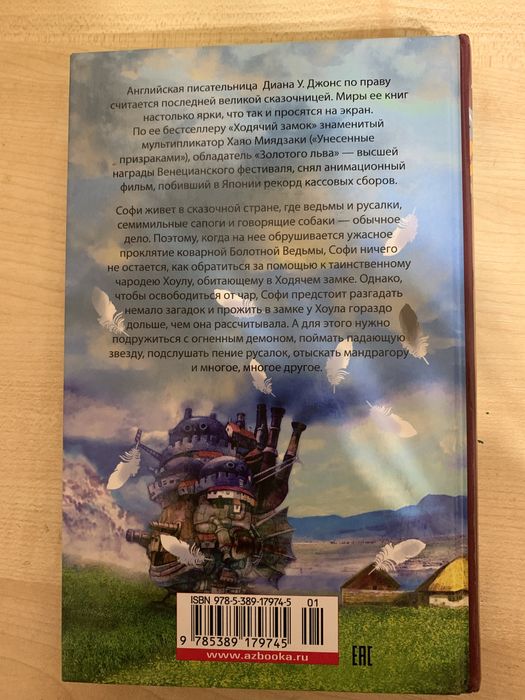 Английская писательница Диана У. Джонс по праву
считается последней великой сказочницей. Миры ее книг
настолько ярки, что так и просятся на экран.
По ее бестселлеру «Ходячий замок» знаменитый
мультипликатор Хаяо Миядзаки («Унесенные
призраками»), обладатель «Золотого льва» — высшей
награды Венецианского фестиваля, снял анимационный
фильм, побивший в Японии рекорд кассовых сборов.
Софи живет в сказочной стране, где ведьмы и русалки,
семимильные сапоги и говорящие собаки — обычное
дело. Поэтому, когда на нее обрушивается ужасное
проклятие коварной Болотной Ведьмы, Софи ничего
не остается, как обратиться за помощью к таинственному
чародею Хоулу, обитающему в Ходячем замке. Однако,
чтобы освободиться от чар, Софи предстоит разгадать
немало загадок и прожить в замке у Хоула гораздо
дольше, чем она рассчитывала. А для этого нужно
подружиться с огненным демоном, поймать падающую
звезду, подслушать пение русалок, отыскать мандрагору
и многое, многое другое.
ISBN 978-5-389-17974-5
01
9 785389 179745
www.azbooka.ru
EAC